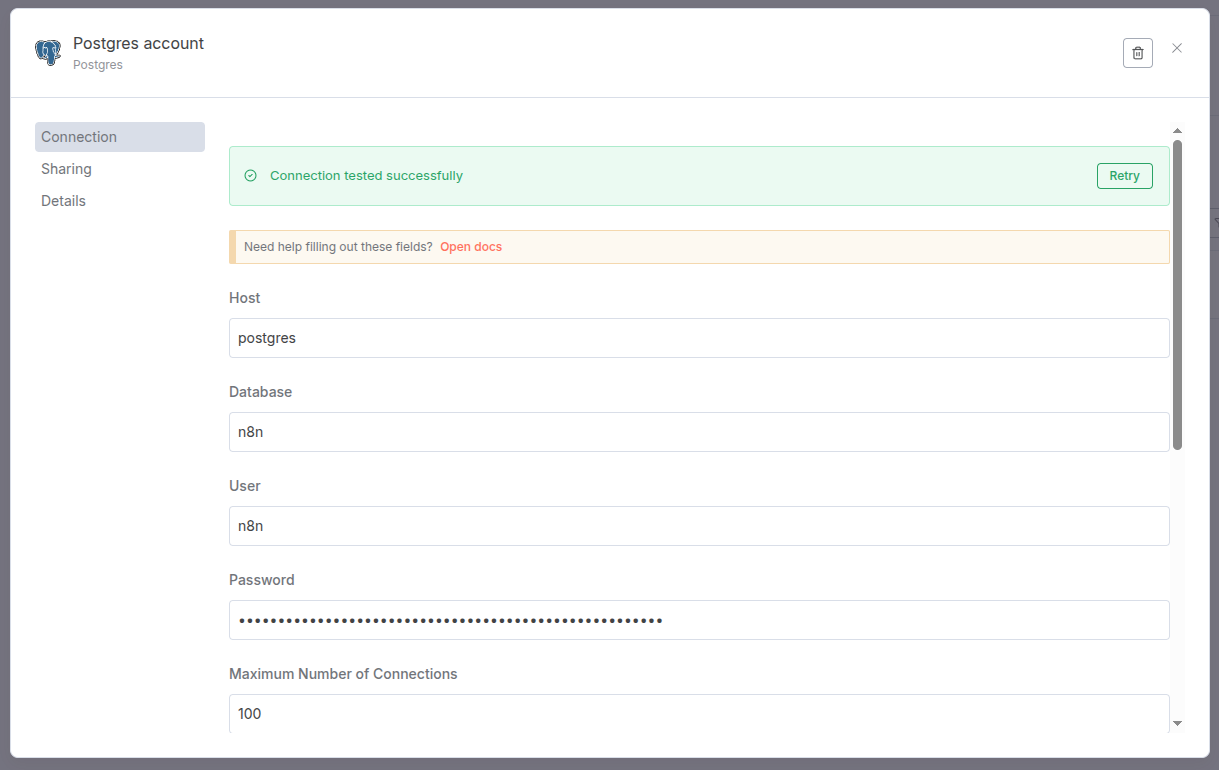 Postgres account
Postgres
Connection
Sharing
Details
Connection tested successfully
Retry
Need help filling out these fields? Open docs
Host
postgres
Database
n8n
User
n8n
Password
••••••••••••••••••••••••••••••••••••••••••••••••••••••
Maximum Number of Connections
100